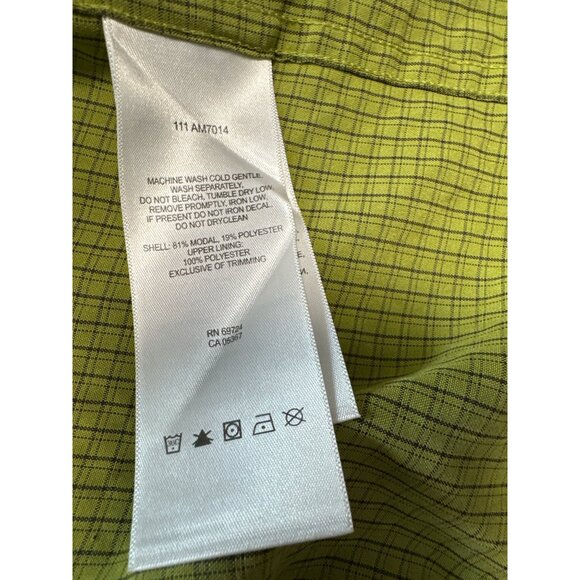 111 AM7014
MACHINE WASH COLD GENTLE,
WASH SEPARATELY,
DO NOT BLEACH, TUMBLE DRY LOW,
REMOVE PROMPTLY, IRON LOW.
IF PRESENT DO NOT IRON DECAL.
DO NOT DRYCLEAN
SHELL: 81% MODAL, 19% POLYESTER
UPPER LINING:
100% POLYESTER
EXCLUSIVE OF TRIMMING
RN 69724
CA 05367